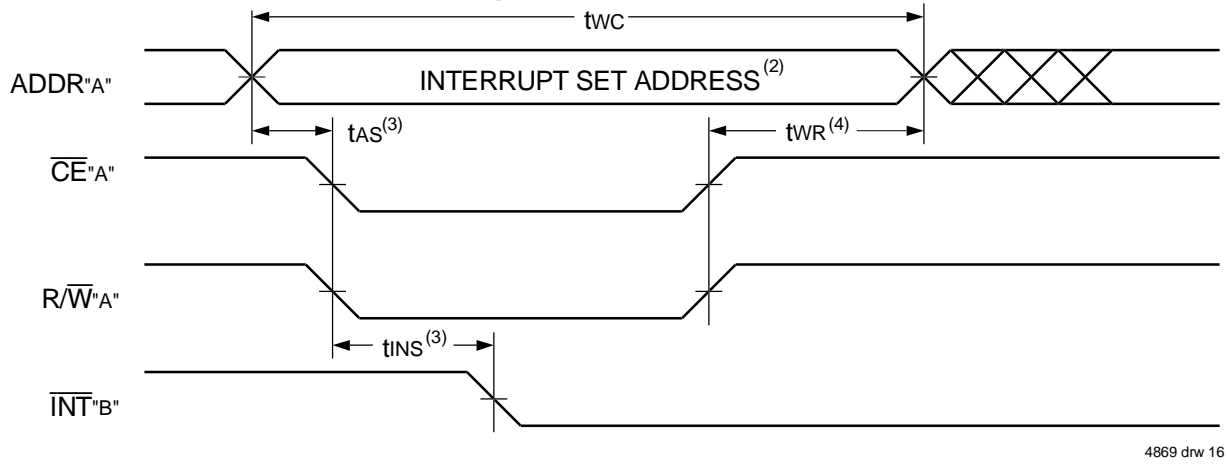 tWC
ADDR"A"
INTERRUPT SET ADDRESS(2)
tAS(3)
tWR(4)
CE"A"
R/W"A"
tINS(3)
INT"B"
4869 drw 16